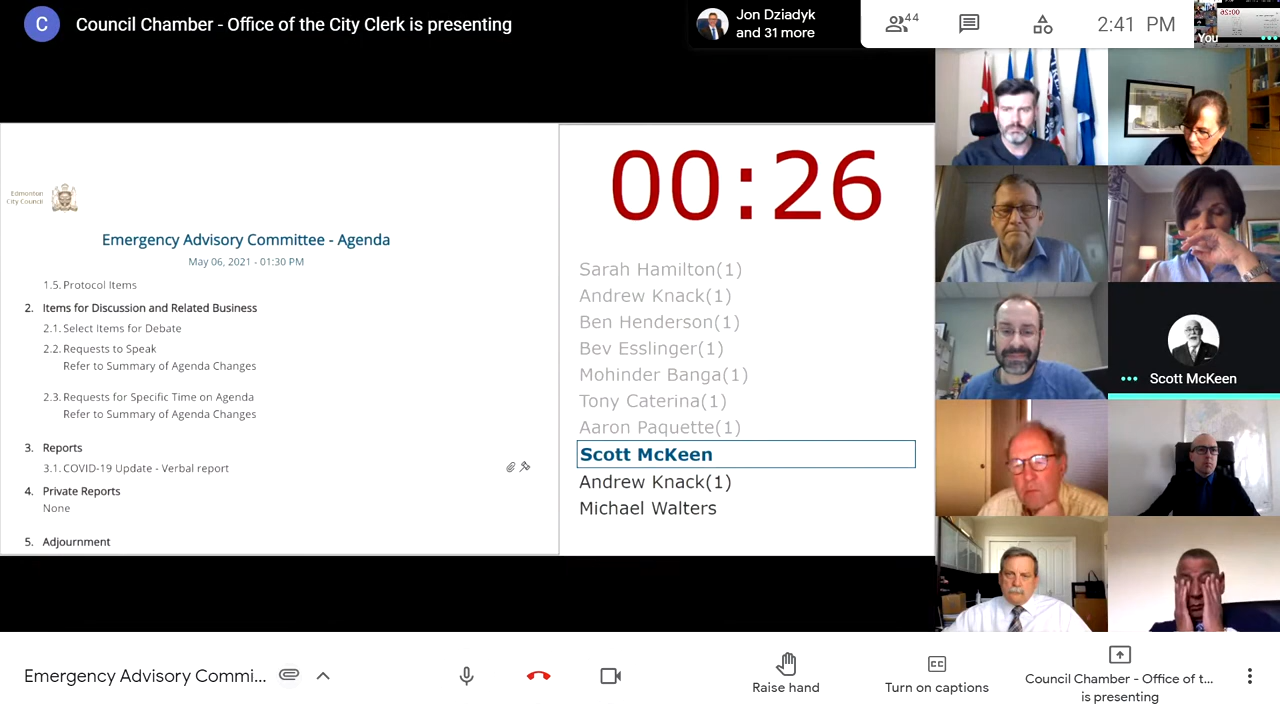 C
Council Chamber - Office of the City Clerk is presenting
Jon Dziadyk
and 31 more
44
2:41 PM
You
00:26
Edmonton
City Council
Emergency Advisory Committee - Agenda
May 06, 2021 - 01:30 PM
1.5. Protocol Items
2. Items for Discussion and Related Business
2.1. Select Items for Debate
2.2. Requests to Speak
Refer to Summary of Agenda Changes
2.3. Requests for Specific Time on Agenda
Refer to Summary of Agenda Changes
3. Reports
3.1. COVID-19 Update - Verbal report
4. Private Reports
None
5. Adjournment
00:26
Sarah Hamilton(1)
Andrew Knack(1)
Ben Henderson(1)
Bev Esslinger(1)
Mohinder Banga(1)
Tony Caterina(1)
Aaron Paquette(1)
Scott McKeen
Andrew Knack(1)
Michael Walters
Scott McKeen
Emergency Advisory Commi...
Raise hand
CC
Turn on captions
Council Chamber - Office of t...
is presenting